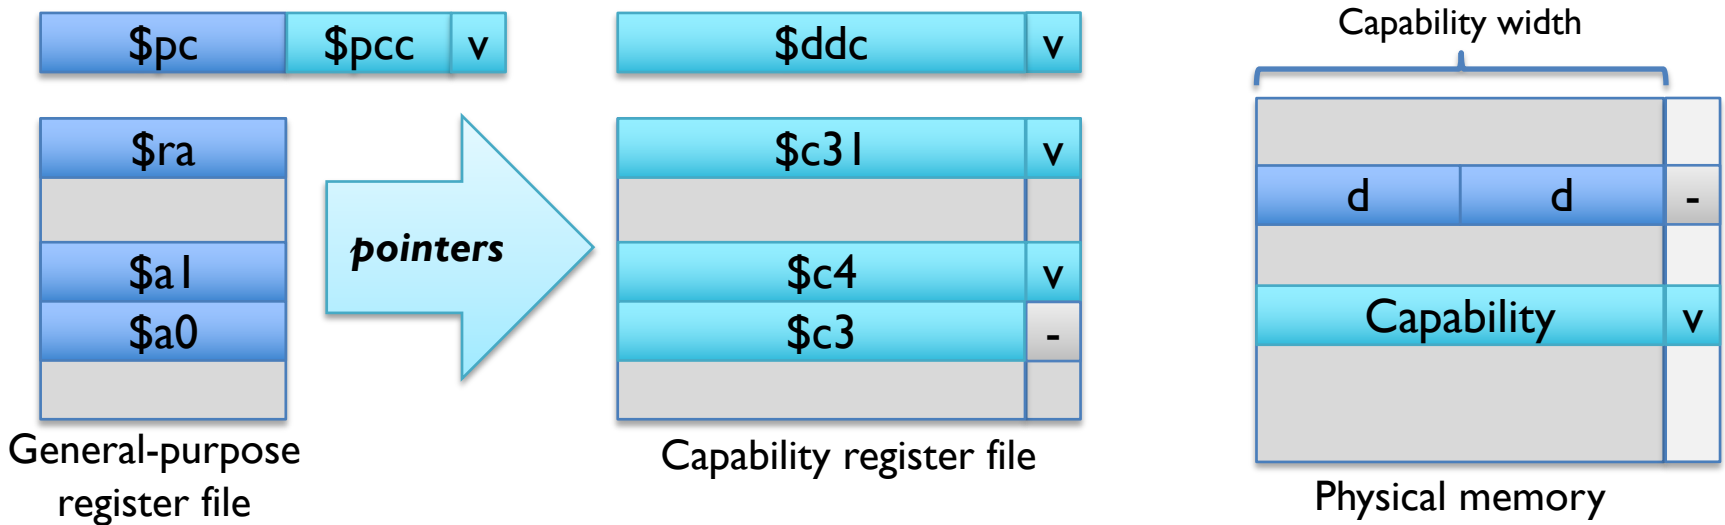 $pc $pcc v
$ra
$a1
$a0
General-purpose
register file
pointers
$ddc v
$c31 v
$c4 v
$c3 -
Capability register file
Capability width
d d -
Capability v
Physical memory